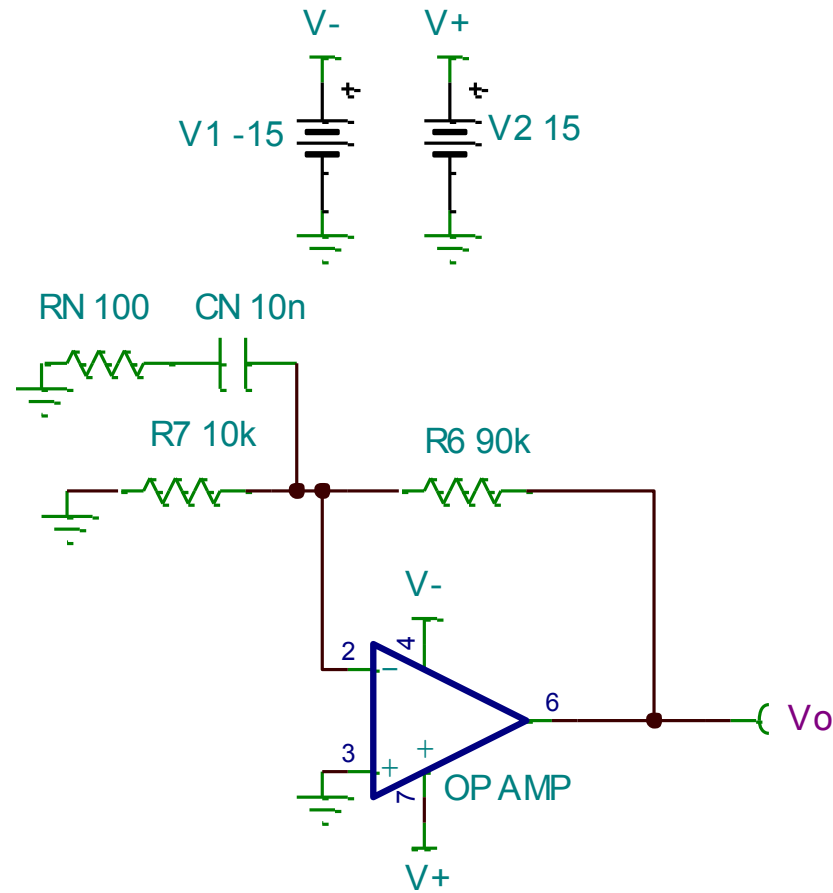 V- V+
V1 -15 V2 15
RN 100 CN 10n
R7 10k R6 90k
V-
4
2
6
Vo
3
OP AMP
7
V+